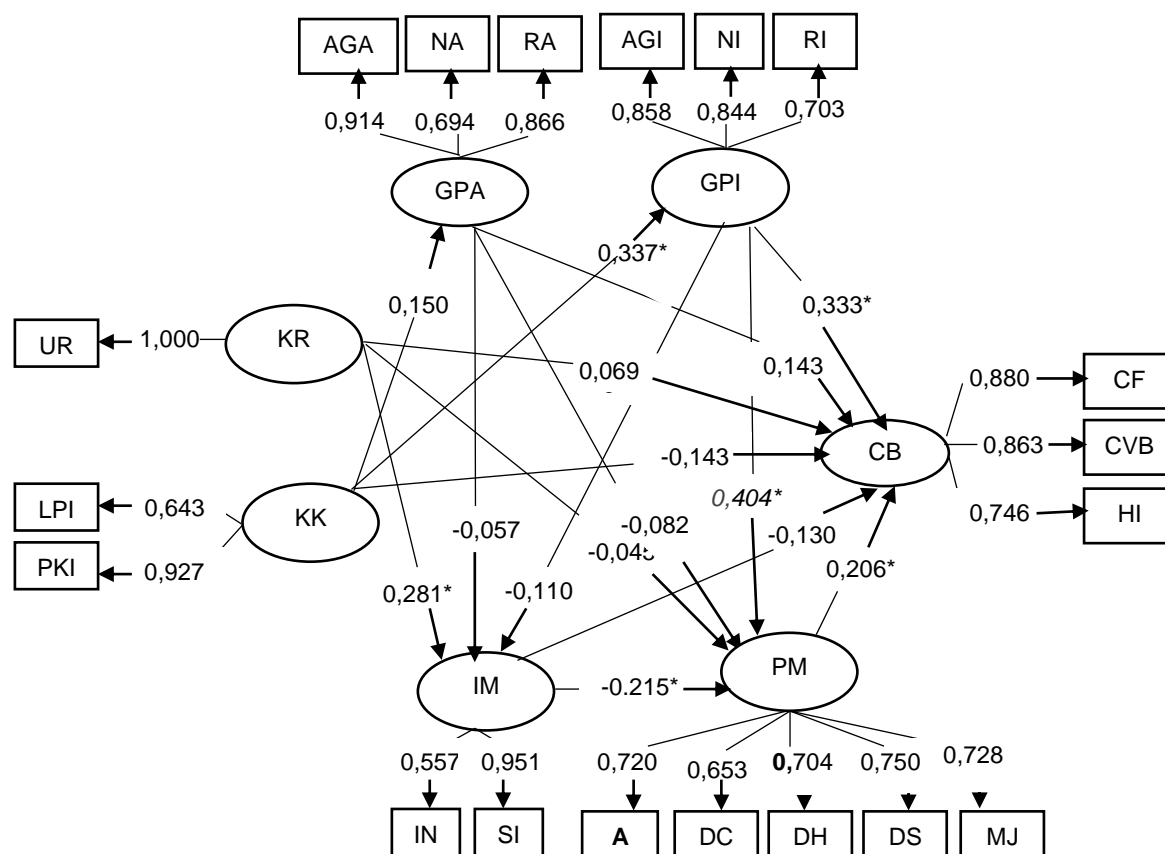 AGA NA RA AGI NI RI
0,914 0,694 0,866 0,858 0,844 0,703
GPA GPI
0,337*
0,150 0,333*
UR 1,000 KR
0,069 0,143 0,880 CF
-0,143 CB 0,863 CVB
LPI 0,643 KK 0,404* 0,746 HI
-0,057 -0,082 -0,130
PKI 0,927
0,281* -0,110 0,206*
IM -0.215* PM
0,557 0,951 0,720 0,653 0,704 0,750 0,728
IN SI A DC DH DS MJ